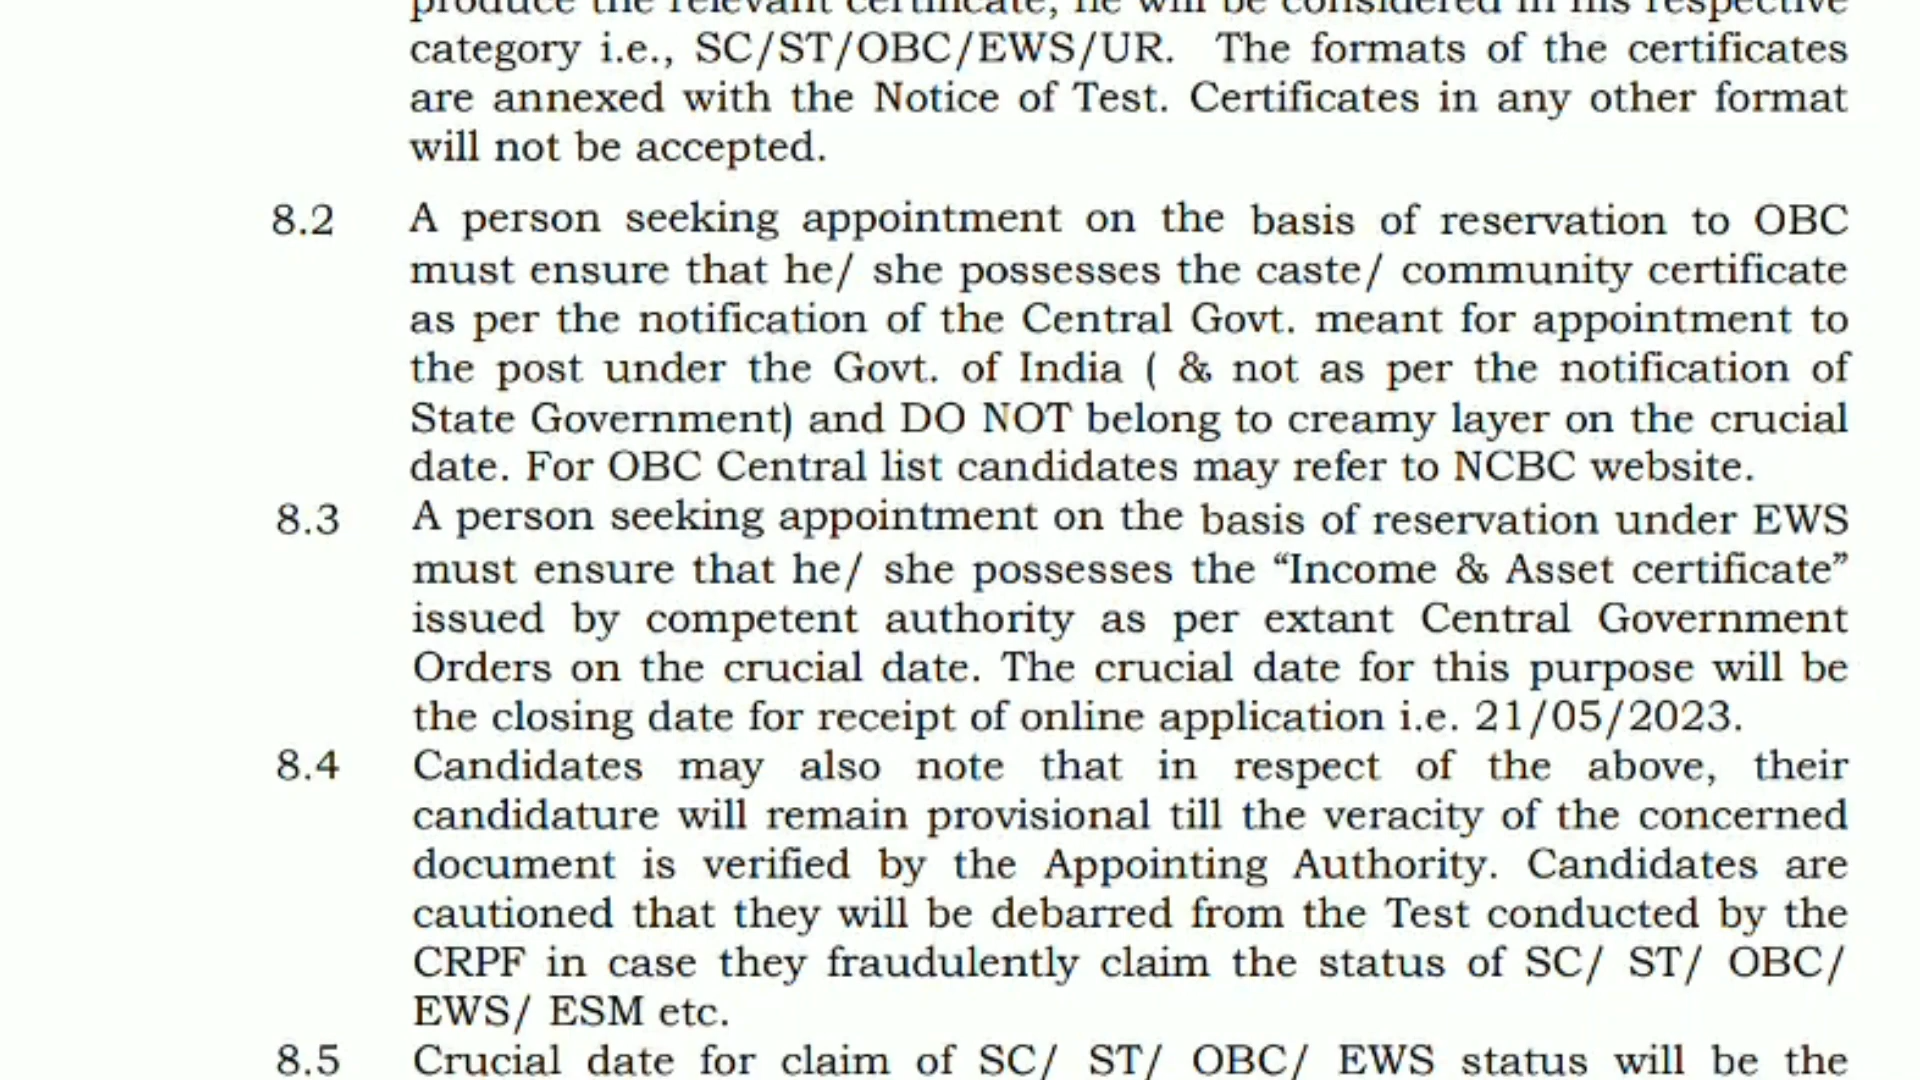 produce the relevant certificate, he will be considered in his respective
category i.e., SC/ST/OBC/EWS/UR. The formats of the certificates
are annexed with the Notice of Test. Certificates in any other format
will not be accepted.
8.2 A person seeking appointment on the basis of reservation to OBC
must ensure that he/ she possesses the caste/ community certificate
as per the notification of the Central Govt. meant for appointment to
the post under the Govt. of India ( & not as per the notification of
State Government) and DO NOT belong to creamy layer on the crucial
date. For OBC Central list candidates may refer to NCBC website.
8.3 A person seeking appointment on the basis of reservation under EWS
must ensure that he/ she possesses the “Income & Asset certificate”
issued by competent authority as per extant Central Government
Orders on the crucial date. The crucial date for this purpose will be
the closing date for receipt of online application i.e. 21/05/2023.
8.4 Candidates may also note that in respect of the above, their
candidature will remain provisional till the veracity of the concerned
document is verified by the Appointing Authority. Candidates are
cautioned that they will be debarred from the Test conducted by the
CRPF in case they fraudulently claim the status of SC/ ST/ OBC/
EWS/ ESM etc.
8.5 Crucial date for claim of SC/ ST/ OBC/ EWS status will be the